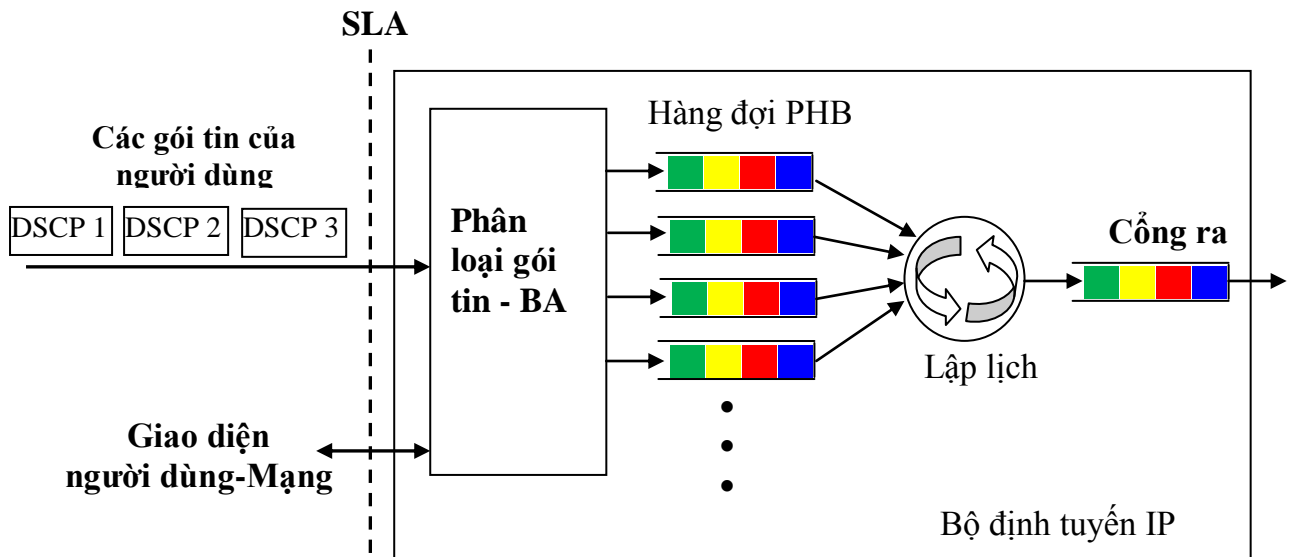 SLA
Các gói tin của
người dùng
DSCP 1
DSCP 2
DSCP 3
Phân
loại gói
tin - BA
Hàng đợi PHB
Lập lịch
Cổng ra
Giao diện
người dùng-Mạng
Bộ định tuyến IP